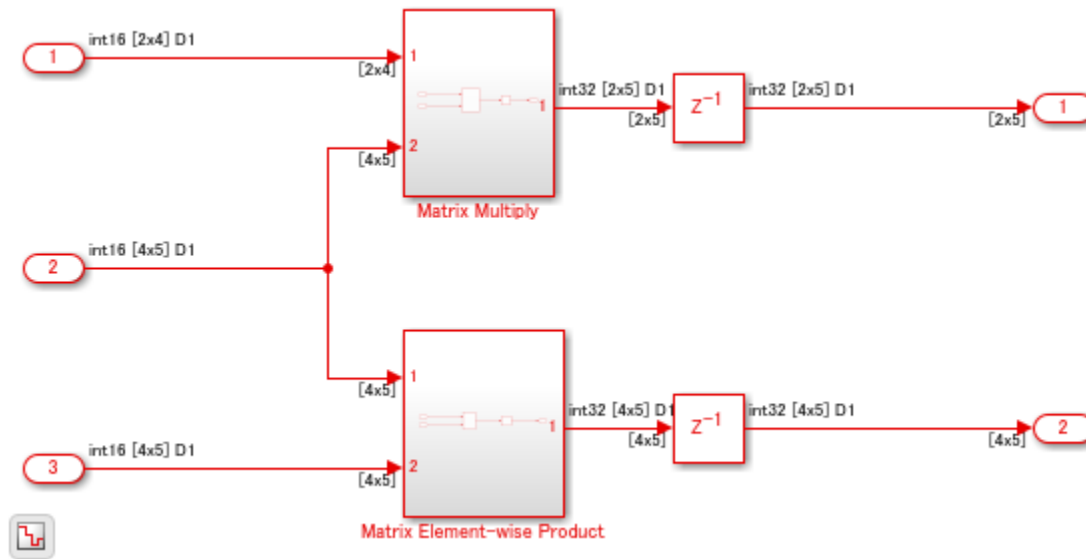 int16 [2x4] D1
1
[2x4]
1
1
int32 [2x5] D1
[2x5]
Z-1
int32 [2x5] D1
[2x5]
1
2
[4x5]
Matrix Multiply
int16 [4x5] D1
2
1
[4x5]
int16 [4x5] D1
3
2
[4x5]
1
int32 [4x5] D1
[4x5]
Z-1
int32 [4x5] D1
[4x5]
2
Matrix Element-wise Product